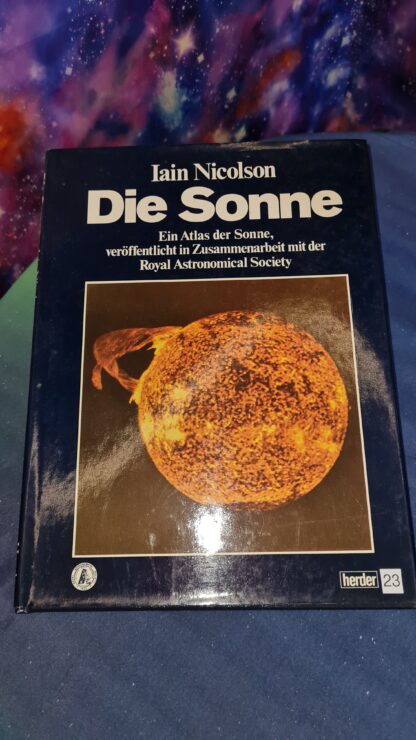 Iain Nicolson
Die Sonne
Ein Atlas der Sonne,
veröffentlicht in Zusammenarbeit mit der
Royal Astronomical Society
herder 23